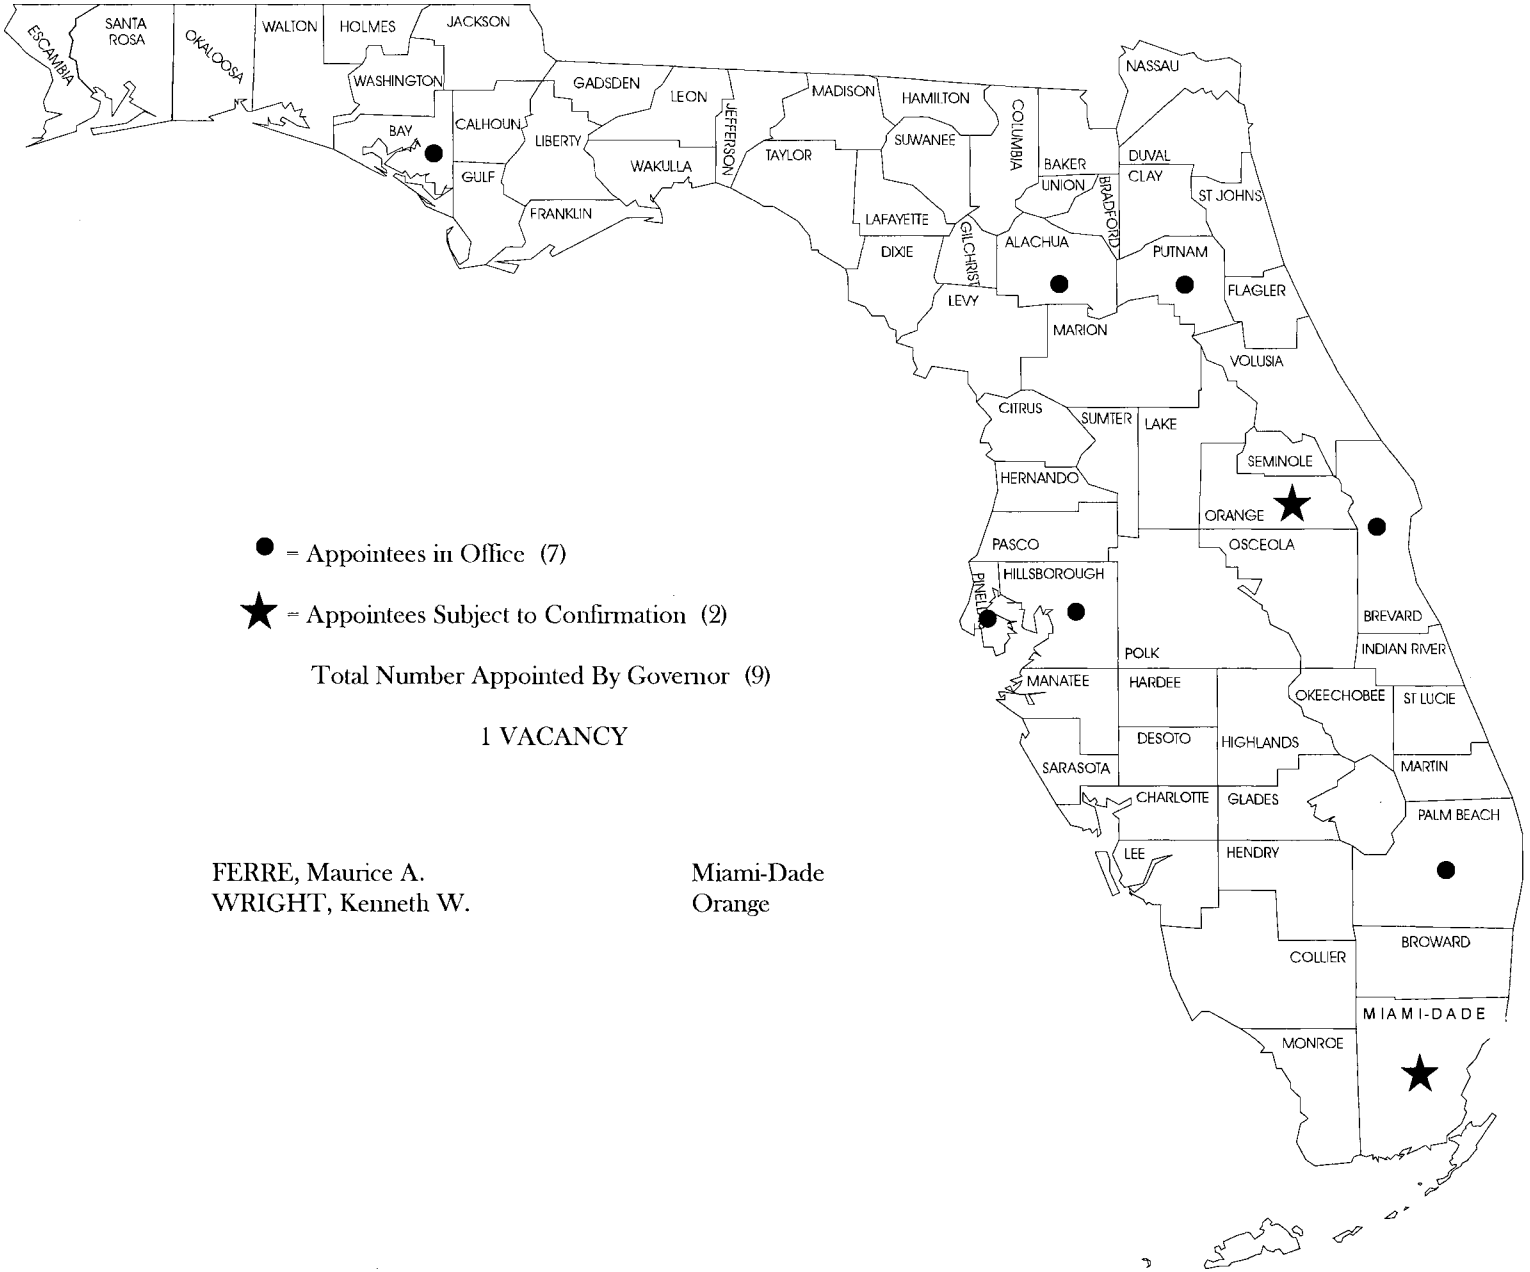 ESCAMBIA
SANTA
ROSA
OKALOOSA
WALTON
HOLMES
JACKSON
WASHINGTON
BAY
CALHOUN
GULF
GADSDEN
LIBERTY
FRANKLIN
LEON
WAKULLA
JEFFERSON
MADISON
TAYLOR
HAMILTON
SUWANEE
LAFAYETTE
DIXIE
COLUMBIA
GILCHRIST
LEVY
BAKER
UNION
BRADFORD
ALACHUA
NASSAU
DUVAL
CLAY
ST JOHNS
PUTNAM
FLAGLER
MARION
VOLUSIA
CITRUS
SUMTER
LAKE
SEMINOLE
HERNANDO
ORANGE
PASCO
OSCEOLA
HILLSBOROUGH
PINELLAS
BREVARD
POLK
INDIAN RIVER
MANATEE
HARDEE
OKEECHOBEE
ST LUCIE
DESOTO
HIGHLANDS
SARASOTA
MARTIN
CHARLOTTE
GLADES
PALM BEACH
LEE
HENDRY
BROWARD
COLLIER
MIAMI-DADE
MONROE
= Appointees in Office (7)
= Appointees Subject to Confirmation (2)
Total Number Appointed By Governor (9)
1 VACANCY
FERRE, Maurice A. Miami-Dade
WRIGHT, Kenneth W. Orange